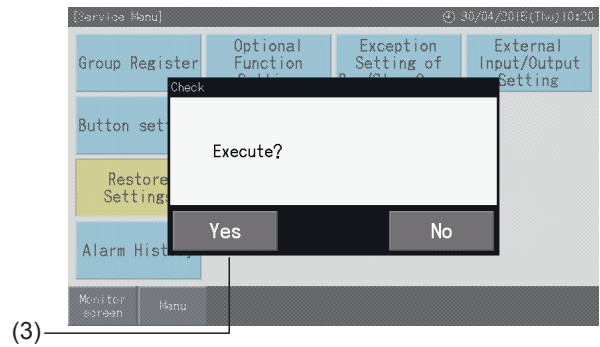 [Service Menu] 30/04/2015(Thu)10:20
Group Register
Optional
Function
Exception
Setting of
External
Input/Output
Setting
Check
Button set
Execute?
Restore
Setting
Yes No
Alarm Hist
Monitor
screen
Menu
(3)